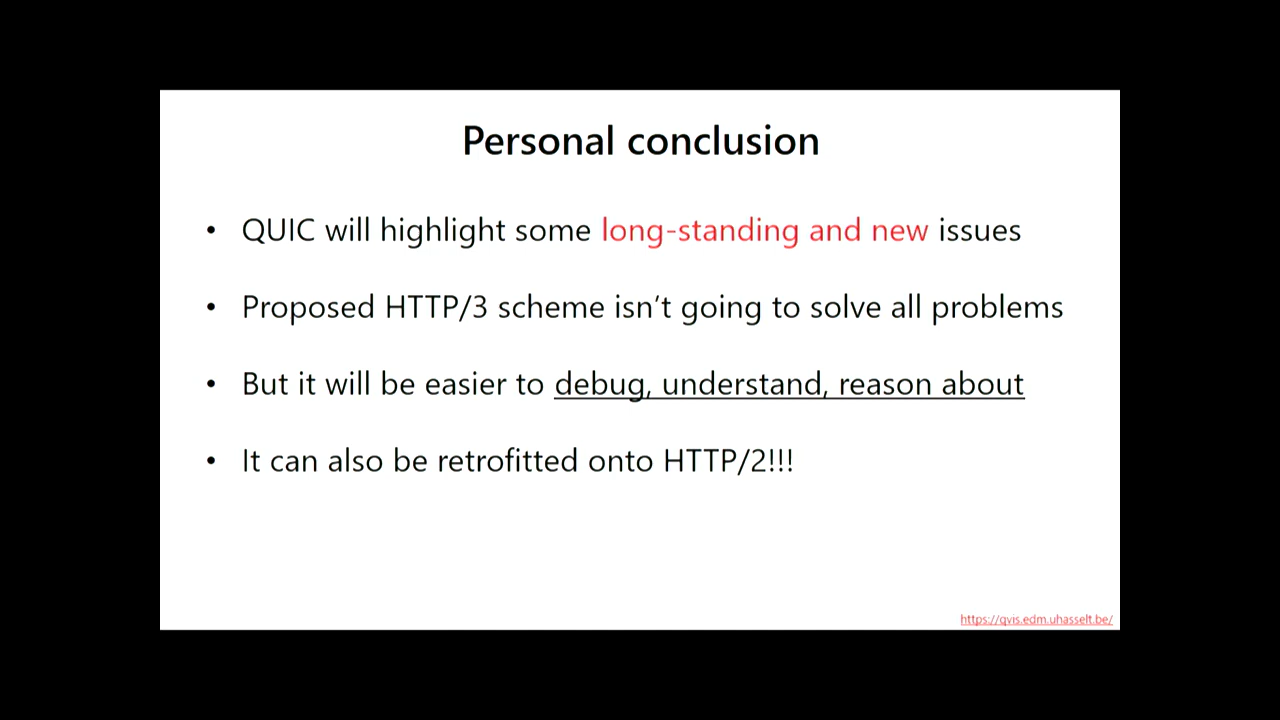 Personal conclusion
• QUIC will highlight some long-standing and new issues
• Proposed HTTP/3 scheme isn’t going to solve all problems
• But it will be easier to debug, understand, reason about
• It can also be retrofitted onto HTTP/2!!!
https://qvis.edm.uhasselt.be/